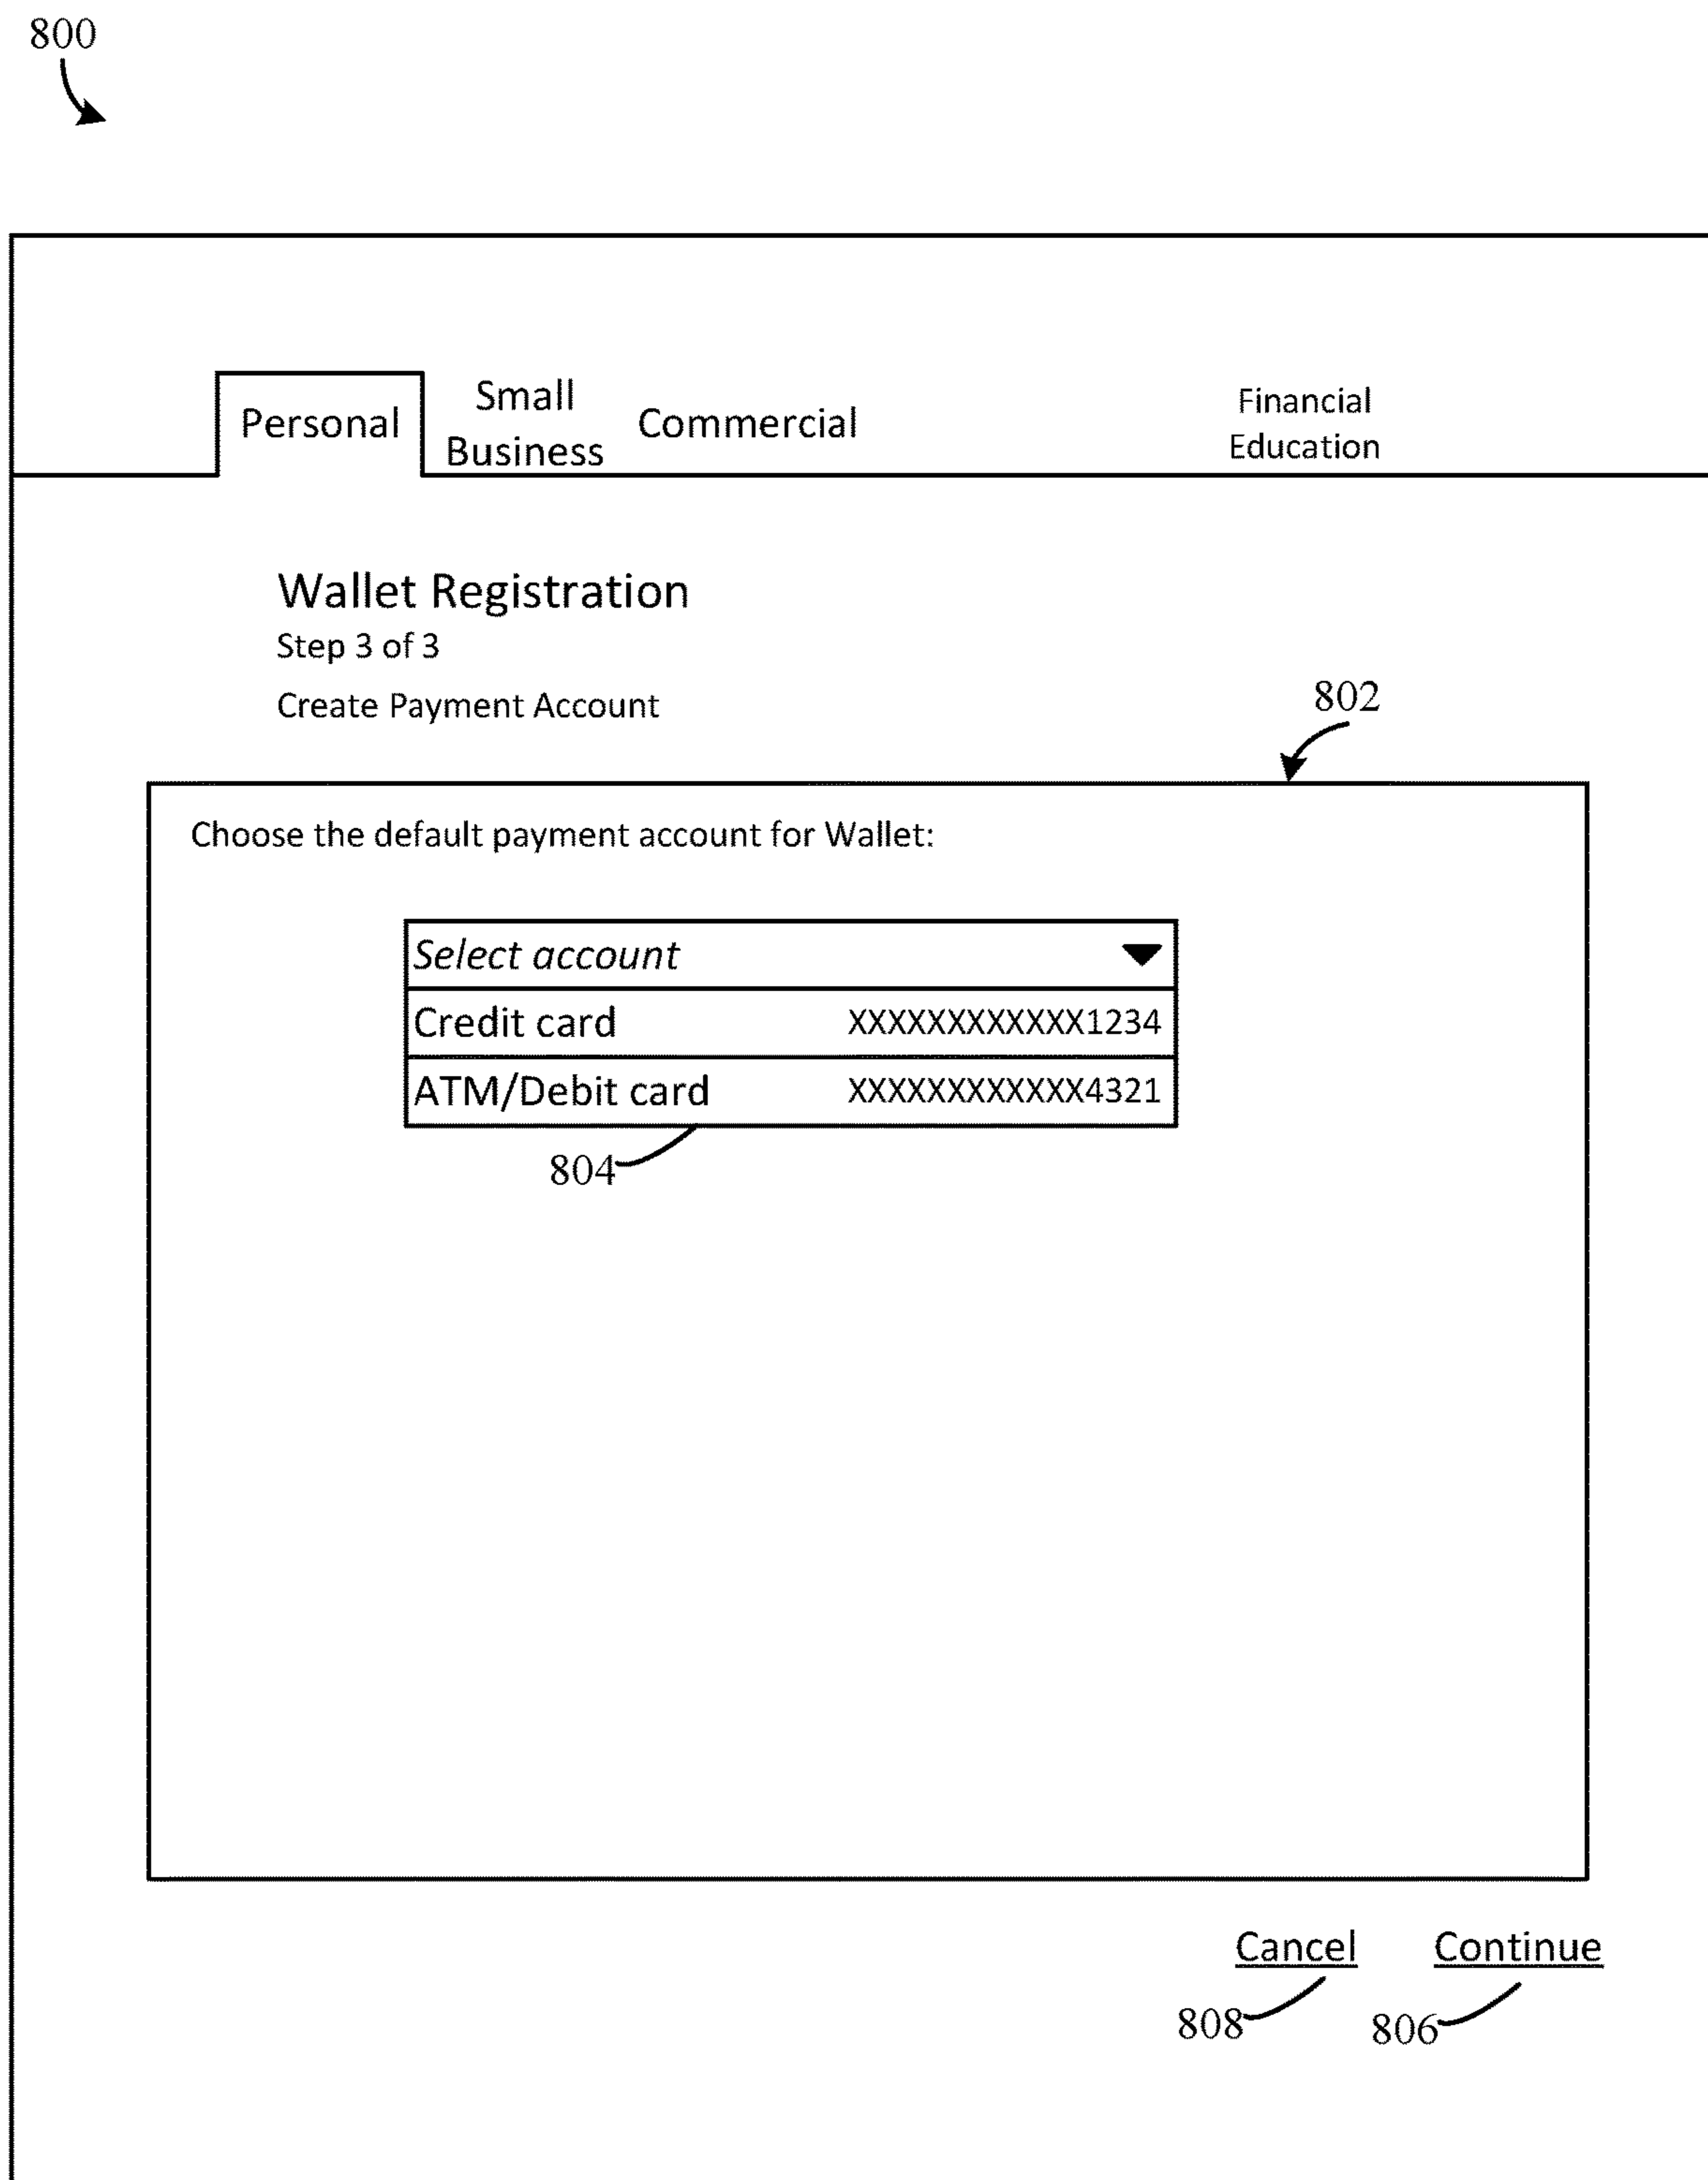 800
Personal
Small
Business
Commercial
Financial
Education
Wallet Registration
Step 3 of 3
Create Payment Account
802
Choose the default payment account for Wallet:
Select account
Credit card XXXXXXXXXXXX1234
ATM/Debit card XXXXXXXXXXXX4321
804
Cancel Continue
808 806